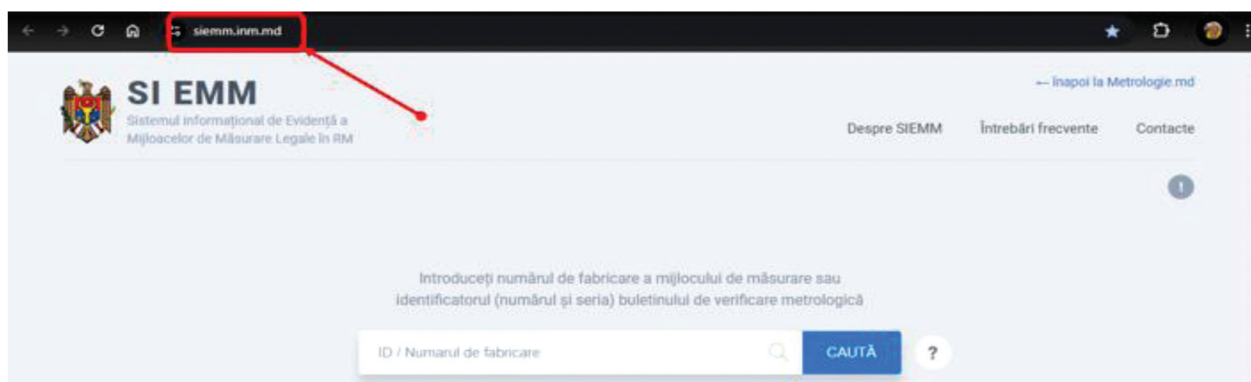 siemm.inm.md
← înapoi la Metrologie.md
SI EMM
Sistemul Informațional de Evidență a
Mijloacelor de Măsurare Legale în RM
Despre SIEMM Întrebări frecvente Contacte
!
Introduceți numărul de fabricare a mijlocului de măsurare sau
identificatorul (numărul și seria) buletinului de verificare metrologică
ID / Numarul de fabricare CAUTĂ ?